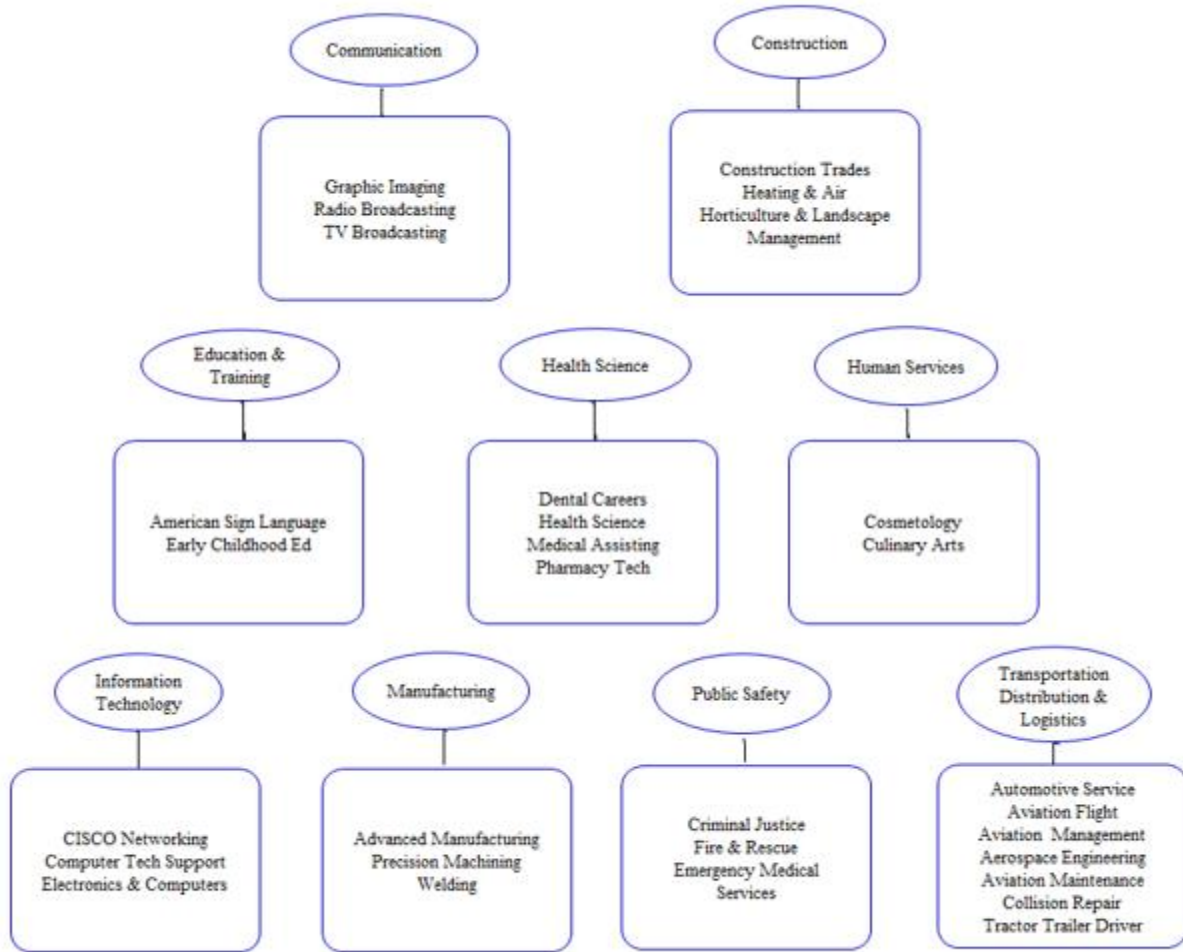 Communication
Construction
Graphic Imaging
Radio Broadcasting
TV Broadcasting
Construction Trades
Heating & Air
Horticulture & Landscape
Management
Education &
Training
Health Science
Human Services
American Sign Language
Early Childhood Ed
Dental Careers
Health Science
Medical Assisting
Pharmacy Tech
Cosmetology
Culinary Arts
Information
Technology
Manufacturing
Public Safety
Transportation
Distribution &
Logistics
CISCO Networking
Computer Tech Support
Electronics & Computers
Advanced Manufacturing
Precision Machining
Welding
Criminal Justice
Fire & Rescue
Emergency Medical
Services
Automotive Service
Aviation Flight
Aviation Management
Aerospace Engineering
Aviation Maintenance
Collision Repair
Tractor Trailer Driver